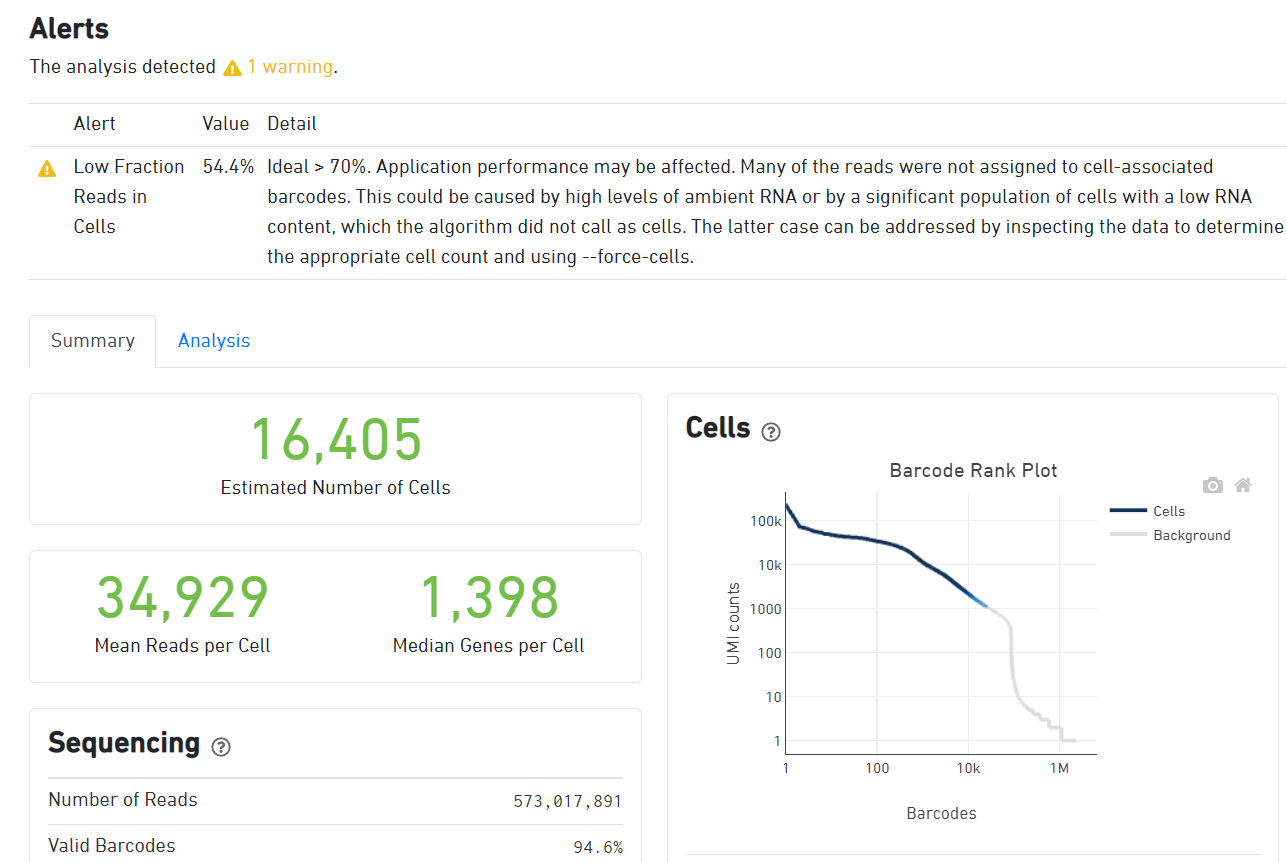 Alerts
The analysis detected 1 warning.
Alert Value Detail
Low Fraction 54.4% Ideal > 70%. Application performance may be affected. Many of the reads were not assigned to cell-associated
Reads in barcodes. This could be caused by high levels of ambient RNA or by a significant population of cells with a low RNA
Cells content, which the algorithm did not call as cells. The latter case can be addressed by inspecting the data to determine
the appropriate cell count and using --force-cells.
Summary Analysis
16,405
Estimated Number of Cells
34,929 1,398
Mean Reads per Cell Median Genes per Cell
Sequencing ?
Number of Reads 573,017,891
Valid Barcodes 94.6%
Cells ?
Barcode Rank Plot
Cells
Background
100k
10k
1000
100
10
1
UMI counts
1 100 10k 1M
Barcodes